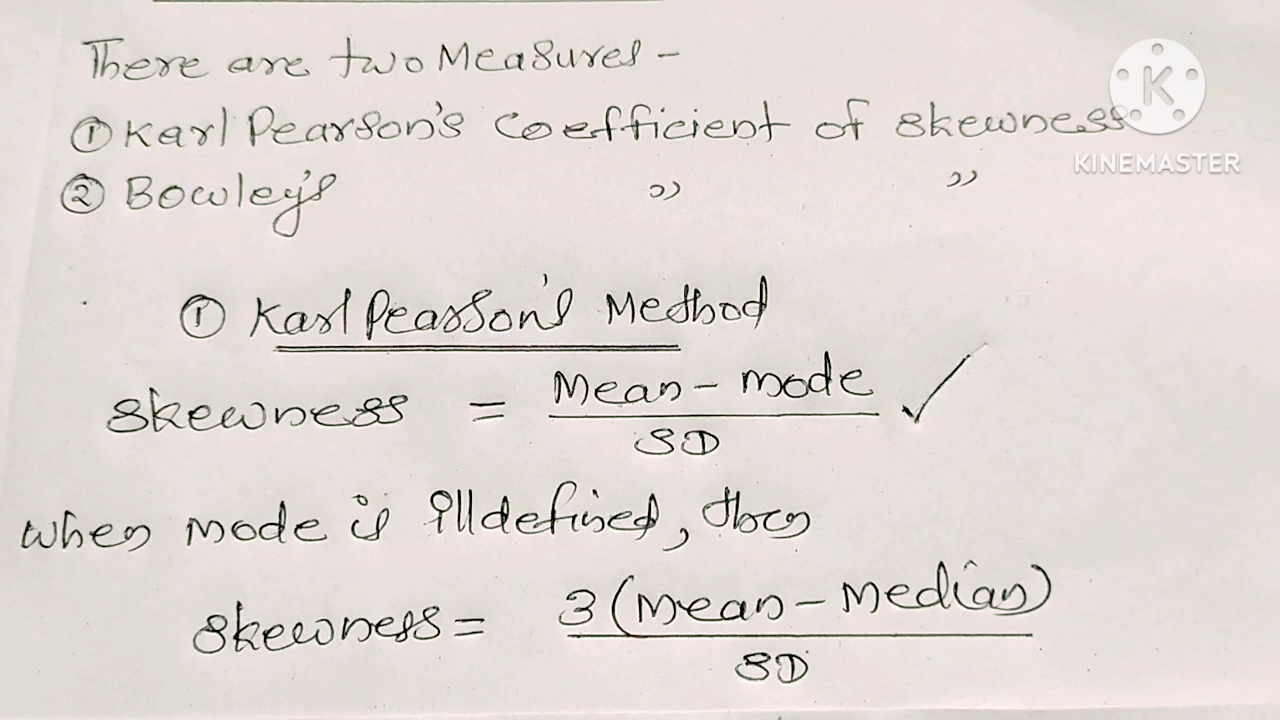 There are two Measures -
① Karl Pearson's Coefficient of skewness
② Bowley's " "
① Karl Pearson's Method
skewness = Mean - mode / SD ✓
when mode is illdefined, then
skewness = 3 (Mean - Median) / SD
K
KINEMASTER